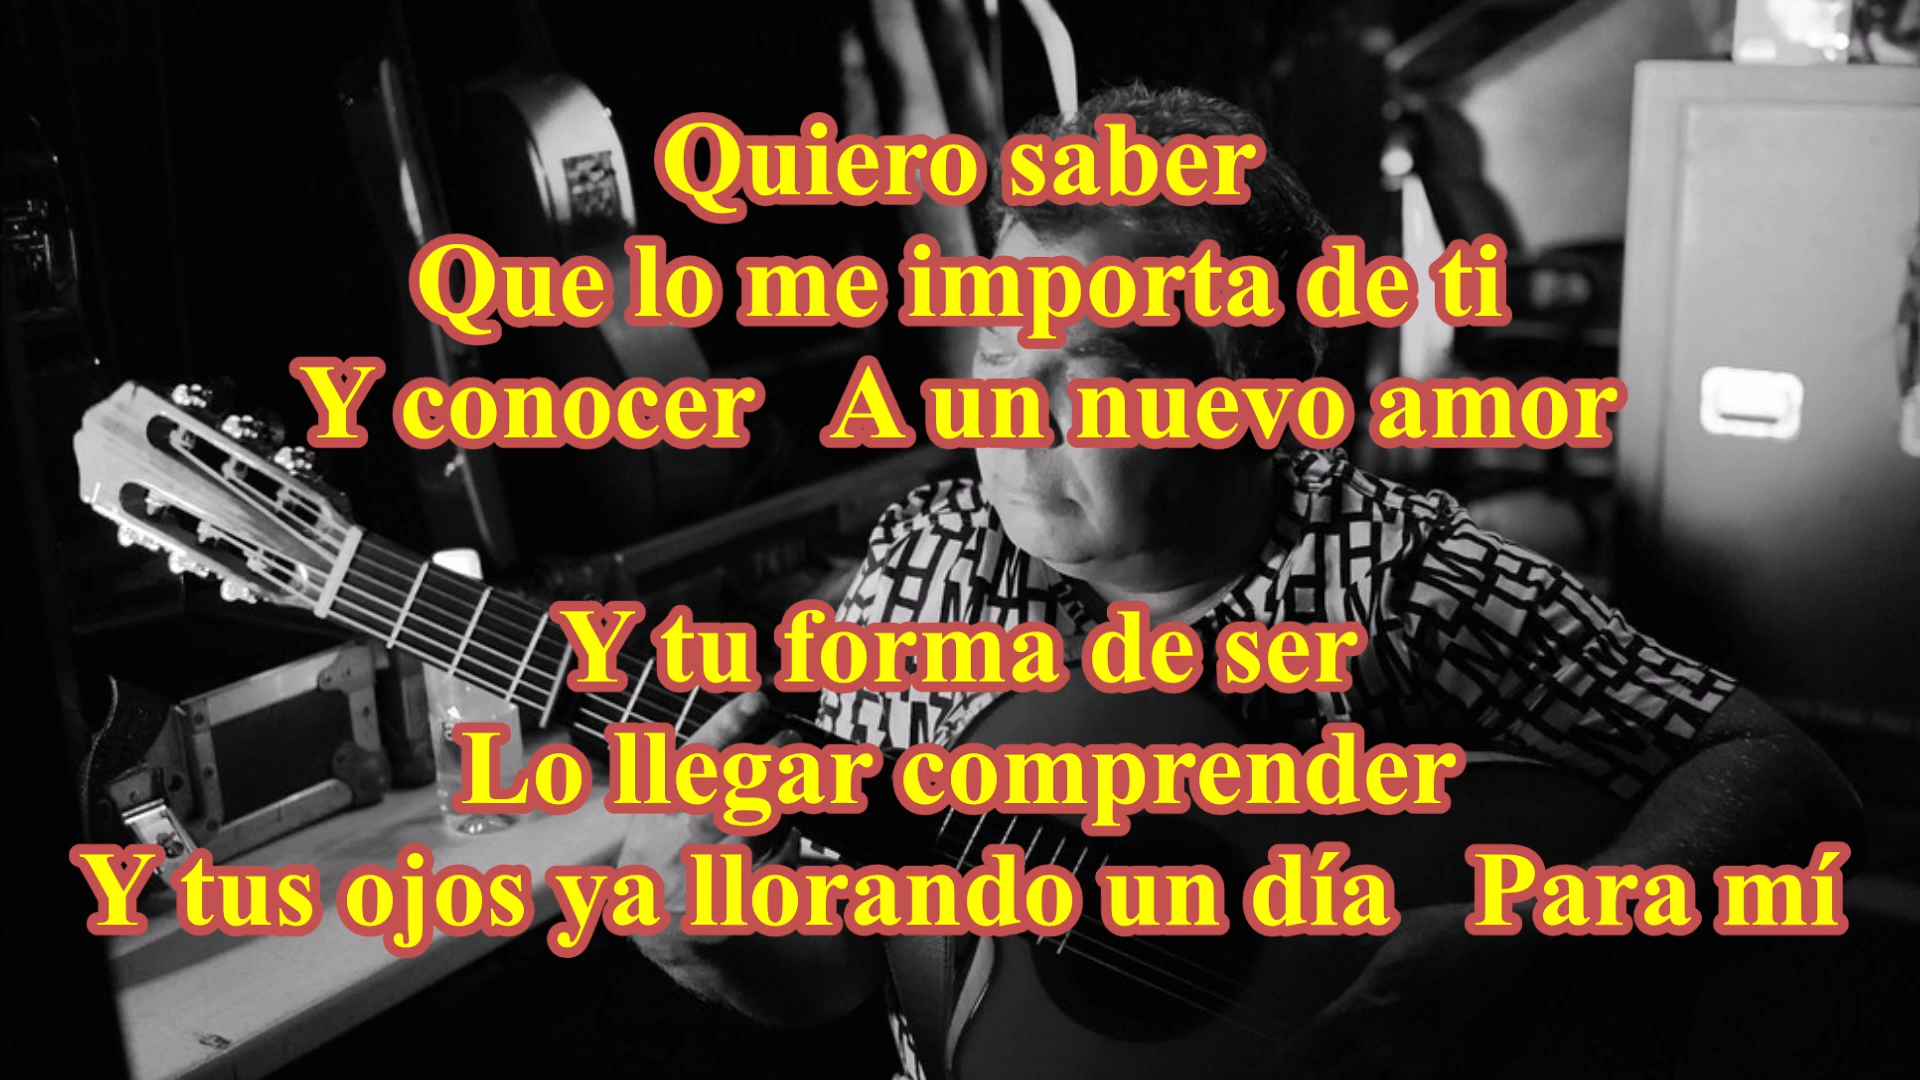 Quiero saber
Que lo me importa de ti
Y conocer A un nuevo amor
Y tu forma de ser
Lo llegar comprender
Y tus ojos ya llorando un día Para mí